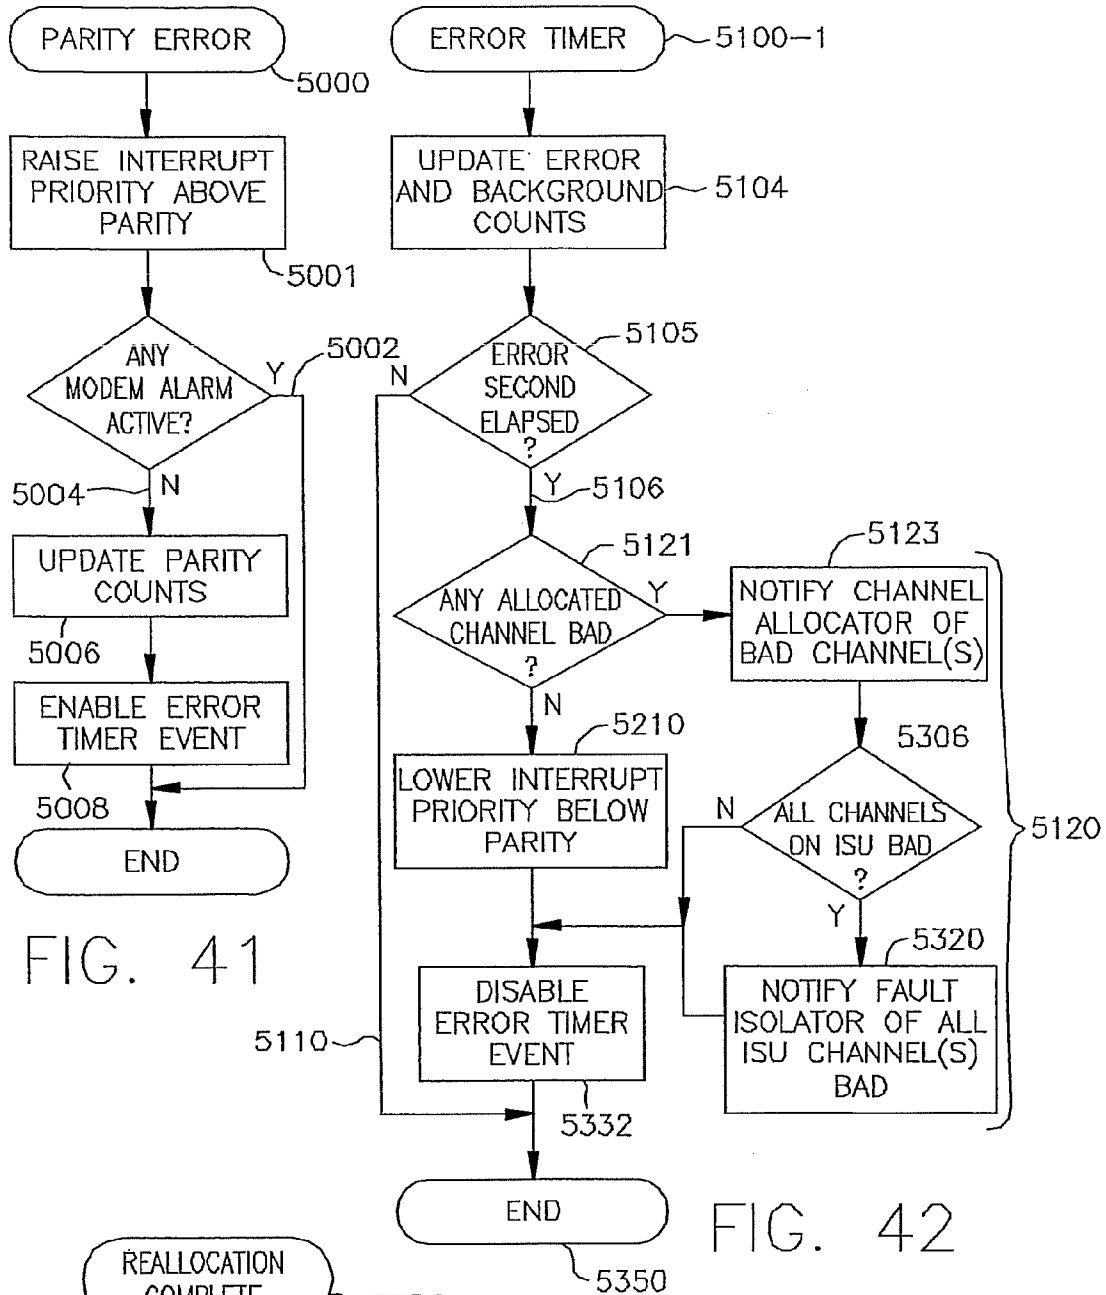 PARITY ERROR
5000
RAISE INTERRUPT
PRIORITY ABOVE
PARITY
5001
ANY
MODEM ALARM
ACTIVE?
Y
5002
N
5004
UPDATE PARITY
COUNTS
5006
ENABLE ERROR
TIMER EVENT
5008
END
FIG. 41
ERROR TIMER
5100-1
UPDATE ERROR
AND BACKGROUND
COUNTS
5104
ERROR
SECOND
ELAPSED
?
5105
N
Y
5106
ANY ALLOCATED
CHANNEL BAD
?
5121
Y
N
5123
NOTIFY CHANNEL
ALLOCATOR OF
BAD CHANNEL(S)
5306
ALL CHANNELS
ON ISU BAD
?
N
Y
5120
5320
NOTIFY FAULT
ISOLATOR OF ALL
ISU CHANNEL(S)
BAD
5210
LOWER INTERRUPT
PRIORITY BELOW
PARITY
DISABLE
ERROR TIMER
EVENT
5110
5332
END
5350
FIG. 42
REALLOCATION